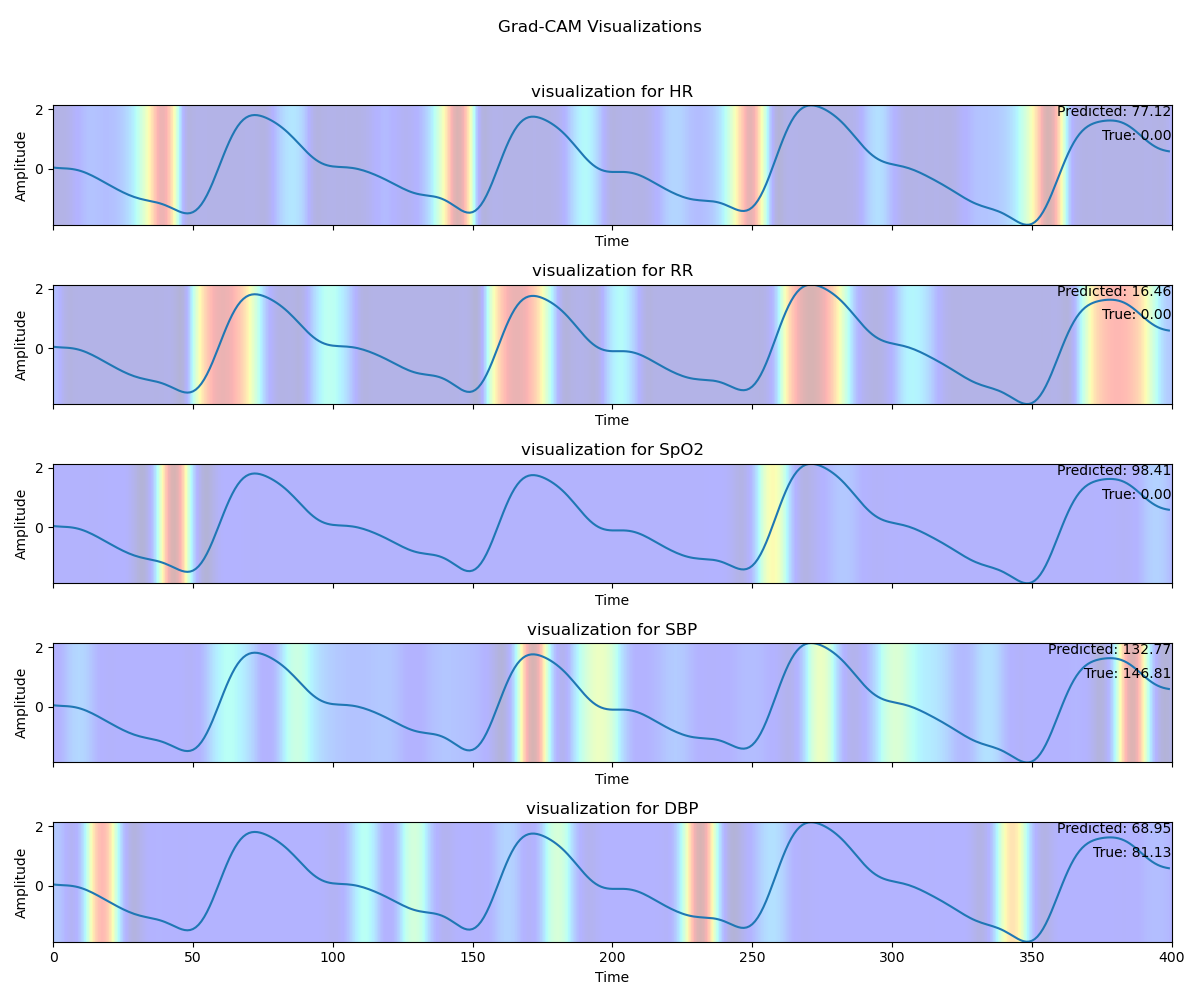 Grad-CAM Visualizations
visualization for HR
Predicted: 77.12
True: 0.00
2
0
Amplitude
Time
visualization for RR
Predicted: 16.46
True: 0.00
2
0
Amplitude
Time
visualization for SpO2
Predicted: 98.41
True: 0.00
2
0
Amplitude
Time
visualization for SBP
Predicted: 132.77
True: 146.81
2
0
Amplitude
Time
visualization for DBP
Predicted: 68.95
True: 81.13
2
0
Amplitude
0 50 100 150 200 250 300 350 400
Time